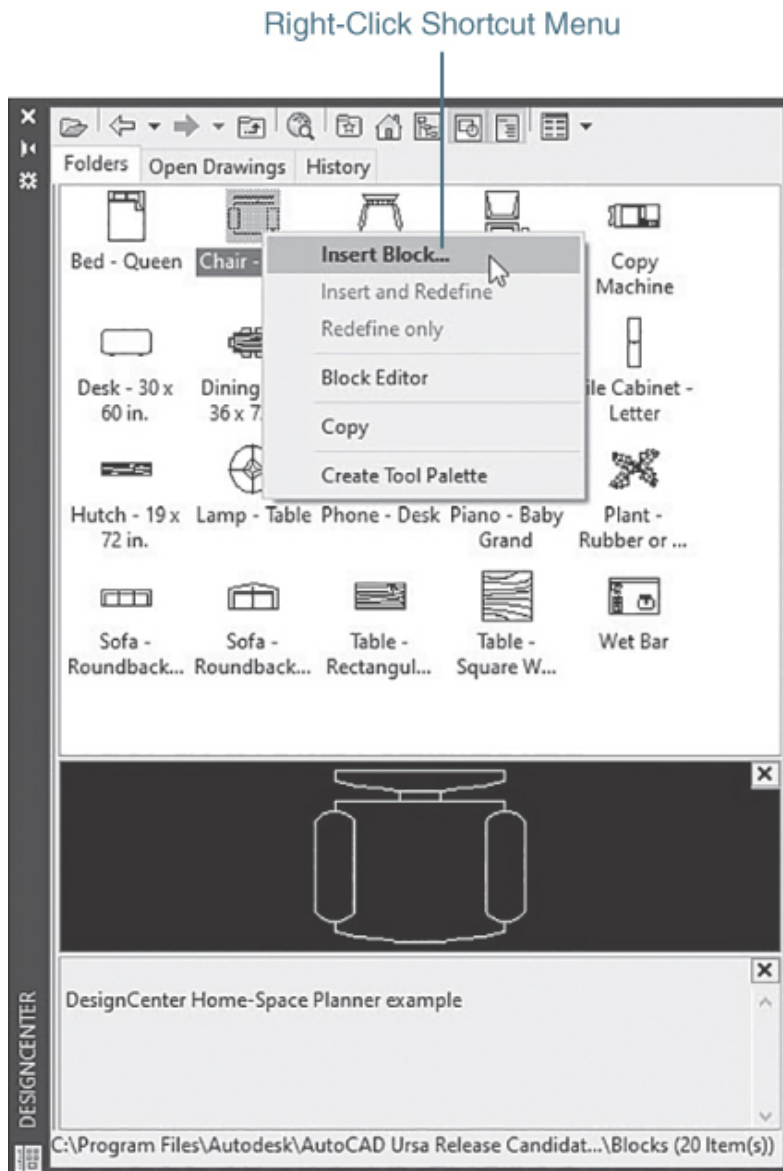 Right-Click Shortcut Menu
Folders Open Drawings History
Bed - Queen Chair -
Copy
Machine
Insert Block...
Insert and Redefine
Redefine only
Block Editor
Copy
Create Tool Palette
Desk - 30 x
60 in.
Dining
36 x 7
ile Cabinet -
Letter
Hutch - 19 x
72 in.
Lamp - Table
Phone - Desk
Piano - Baby
Grand
Plant -
Rubber or ...
Sofa -
Roundback...
Sofa -
Roundback...
Table -
Rectangul...
Table -
Square W...
Wet Bar
DesignCenter Home-Space Planner example
DESIGNCENTER
C:\Program Files\Autodesk\AutoCAD Ursa Release Candidat...\Blocks (20 Item(s))